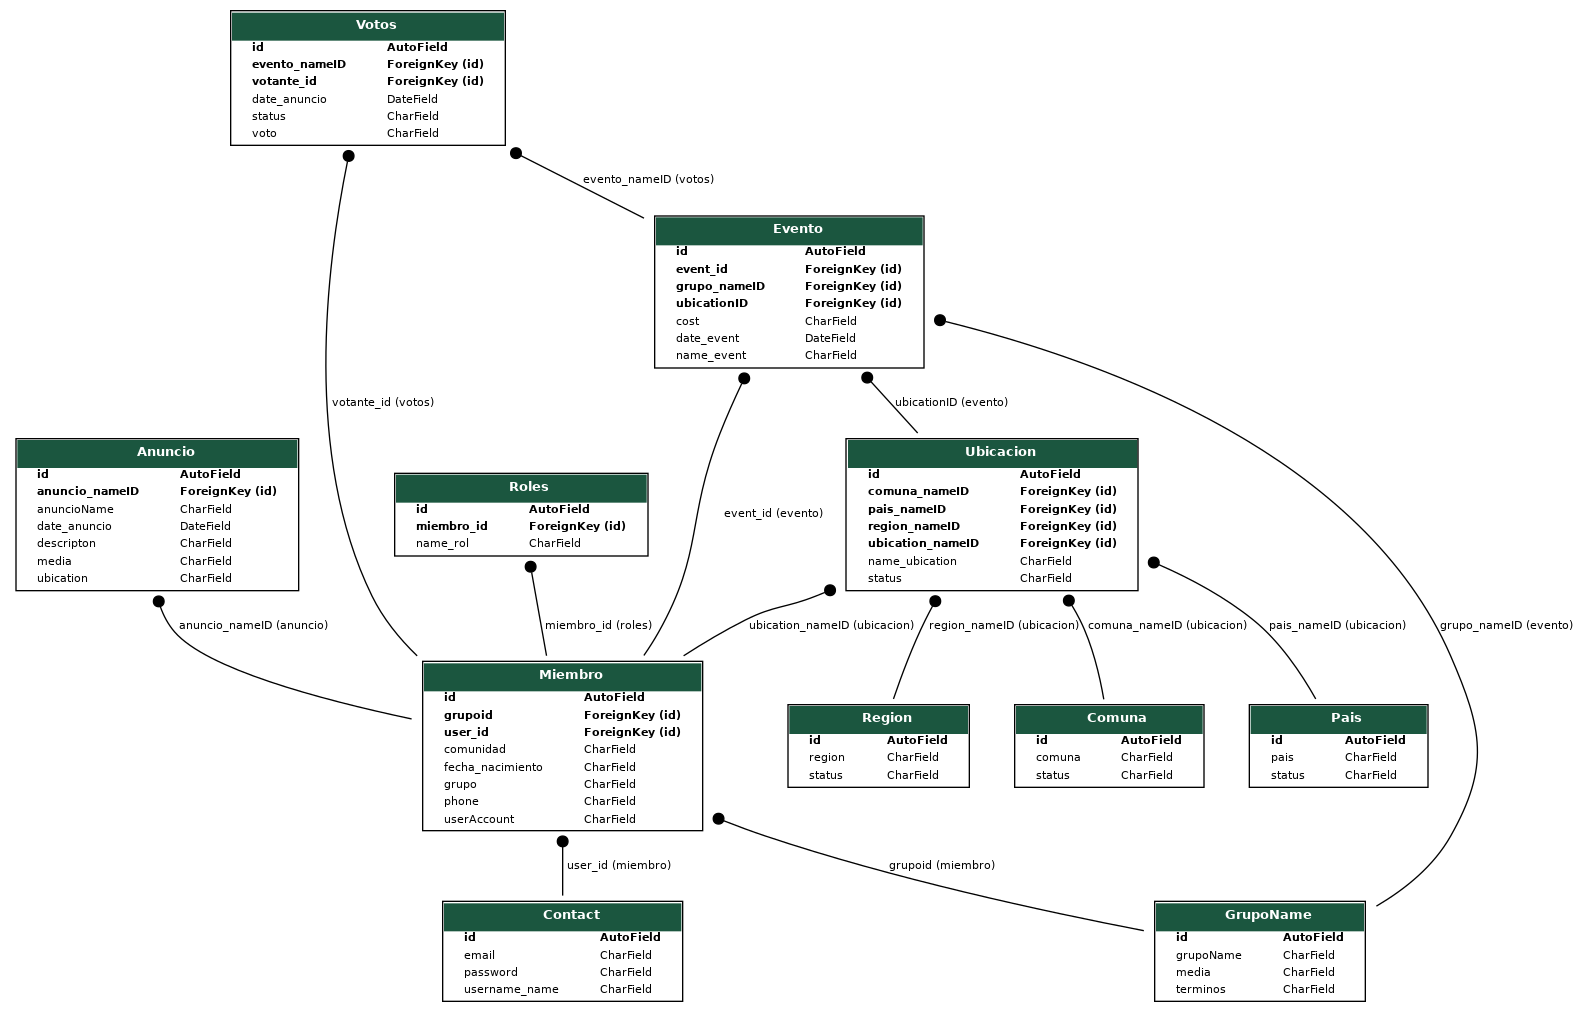 Votos
id AutoField
evento_nameID ForeignKey (id)
votante_id ForeignKey (id)
date_anuncio DateField
status CharField
voto CharField
evento_nameID (votos)
Evento
id AutoField
event_id ForeignKey (id)
grupo_nameID ForeignKey (id)
ubicationID ForeignKey (id)
cost CharField
date_event DateField
name_event CharField
votante_id (votos)
ubicationID (evento)
Anuncio
id AutoField
anuncio_nameID ForeignKey (id)
anuncioName CharField
date_anuncio DateField
descripton CharField
media CharField
ubication CharField
Roles
id AutoField
miembro_id ForeignKey (id)
name_rol CharField
event_id (evento)
Ubicacion
id AutoField
comuna_nameID ForeignKey (id)
pais_nameID ForeignKey (id)
region_nameID ForeignKey (id)
ubication_nameID ForeignKey (id)
name_ubication CharField
status CharField
anuncio_nameID (anuncio)
miembro_id (roles)
ubication_nameID (ubicacion)
region_nameID (ubicacion)
comuna_nameID (ubicacion)
pais_nameID (ubicacion)
grupo_nameID (evento)
Miembro
id AutoField
grupoid ForeignKey (id)
user_id ForeignKey (id)
comunidad CharField
fecha_nacimiento CharField
grupo CharField
phone CharField
userAccount CharField
Region
id AutoField
region CharField
status CharField
Comuna
id AutoField
comuna CharField
status CharField
Pais
id AutoField
pais CharField
status CharField
user_id (miembro)
grupoid (miembro)
Contact
id AutoField
email CharField
password CharField
username_name CharField
GrupoName
id AutoField
grupoName CharField
media CharField
terminos CharField